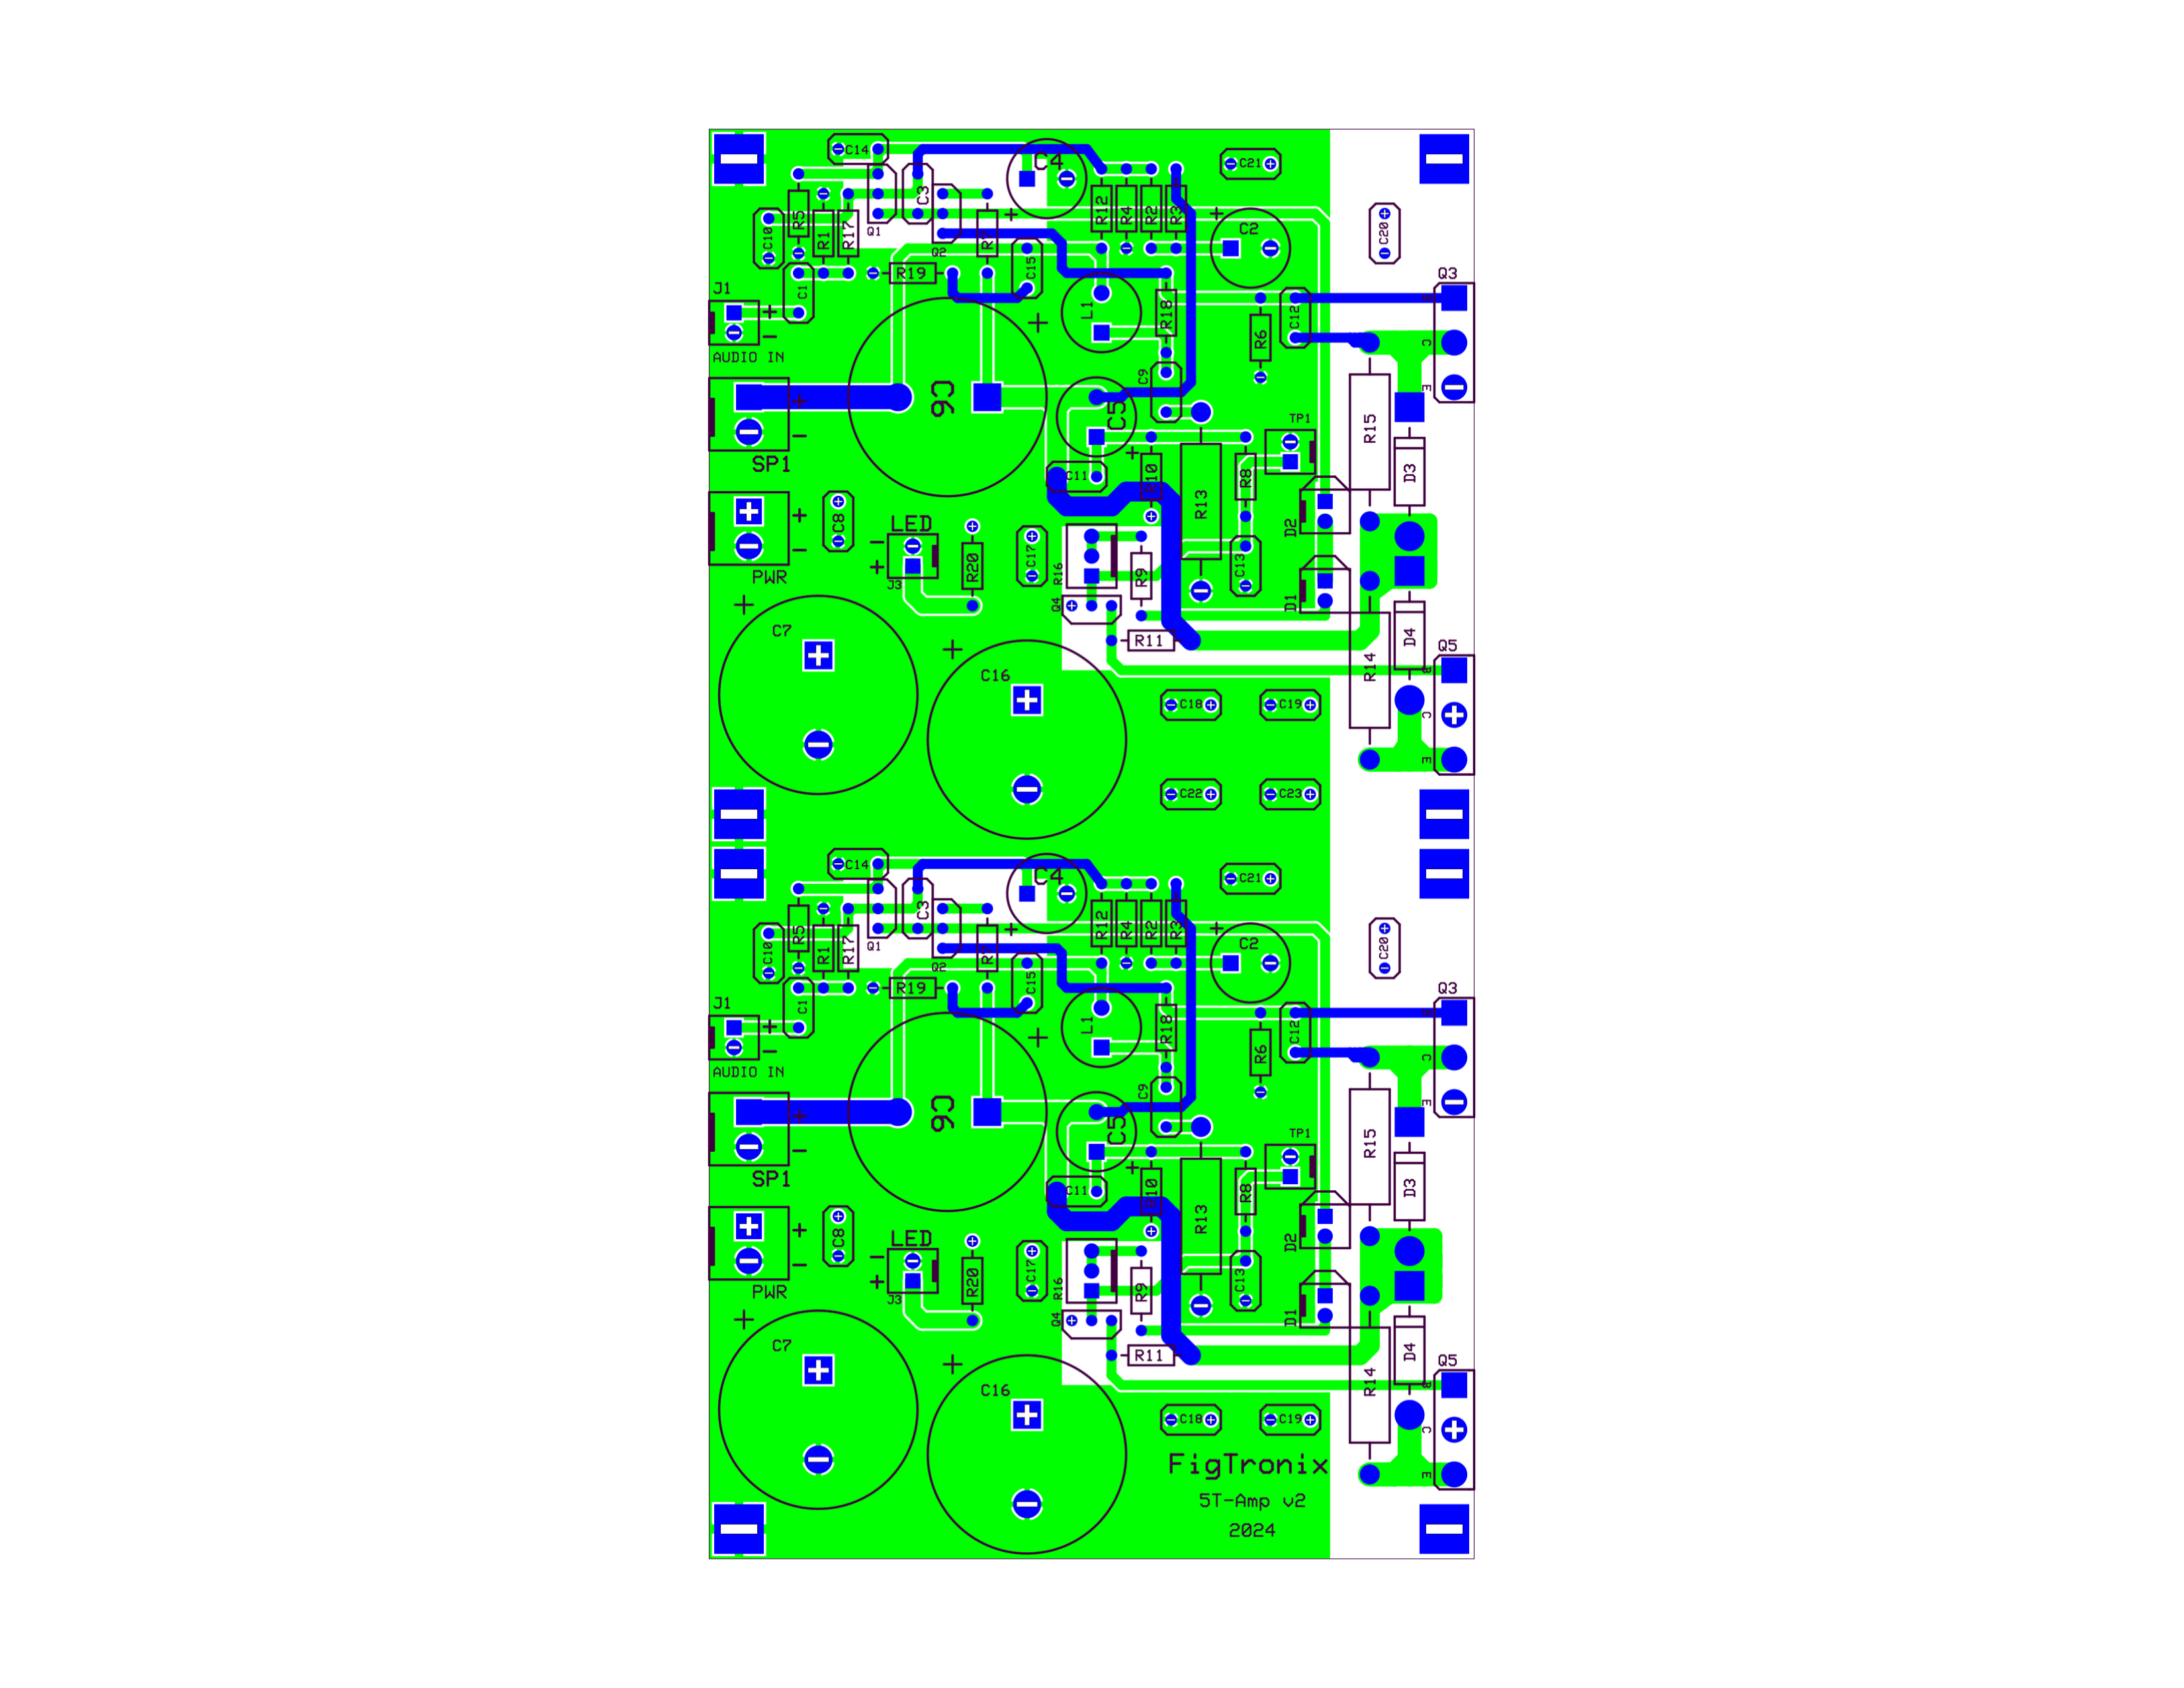 C14
C4
C21
C3
R5
R12
R4
R2
R3
C10
R1
R17
Q1
R7
C2
C20
Q2
R19
C15
Q3
J1
C1
+
−
AUDIO IN
L1
R18
C12
R6
B
C
E
+
−
SP1
C6
C9
C5
TP1
R15
D3
C11
R10
R13
R8
+
−
PWR
C8
LED
−
+
J3
R20
C17
R16
R9
C13
D2
D1
Q4
R11
D4
Q5
C7
C16
R14
B
C
E
C18
C19
C22
C23
C14
C4
C21
C3
R5
R12
R4
R2
R3
C10
R1
R17
Q1
R7
C2
C20
Q2
R19
C15
Q3
J1
C1
+
−
AUDIO IN
L1
R18
C12
R6
C
E
+
−
SP1
C6
C9
C5
TP1
R15
D3
C11
R10
R13
R8
+
−
PWR
C8
LED
−
+
J3
R20
C17
R16
R9
C13
D2
D1
Q4
R11
D4
Q5
C7
C16
R14
B
C
E
C18
C19
FigTronix
5T-Amp v2
2024